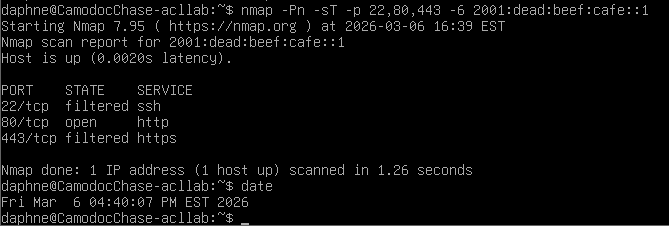 daphne@CamodocChase-acllab:~$ nmap -Pn -sT -p 22,80,443 -6 2001:dead:beef:cafe::1
Starting Nmap 7.95 ( https://nmap.org ) at 2026-03-06 16:39 EST
Nmap scan report for 2001:dead:beef:cafe::1
Host is up (0.0020s latency).

PORT    STATE    SERVICE
22/tcp  filtered ssh
80/tcp  open     http
443/tcp filtered https

Nmap done: 1 IP address (1 host up) scanned in 1.26 seconds
daphne@CamodocChase-acllab:~$ date
Fri Mar  6 04:40:07 PM EST 2026
daphne@CamodocChase-acllab:~$ _